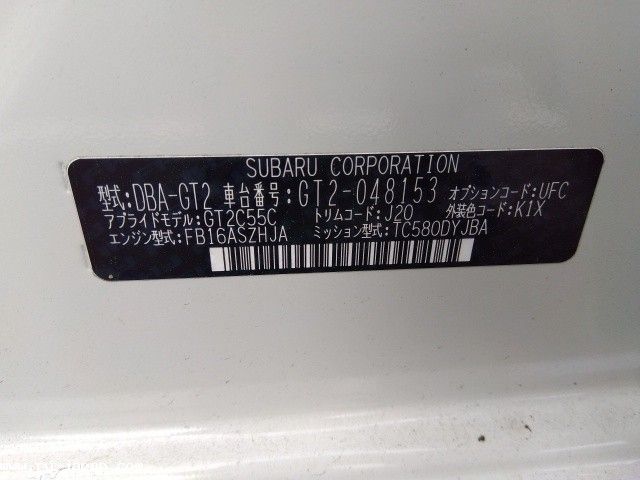 SUBARU CORPORATION
型式:DBA-GT2 車台番号:GT2-048153 オプションコード:UFC
アプライドモデル:GT2C55C トリムコード:J20 外装色コード:K1X
エンジン型式:FB16ASZHJA ミッション型式:TC580DYJBA